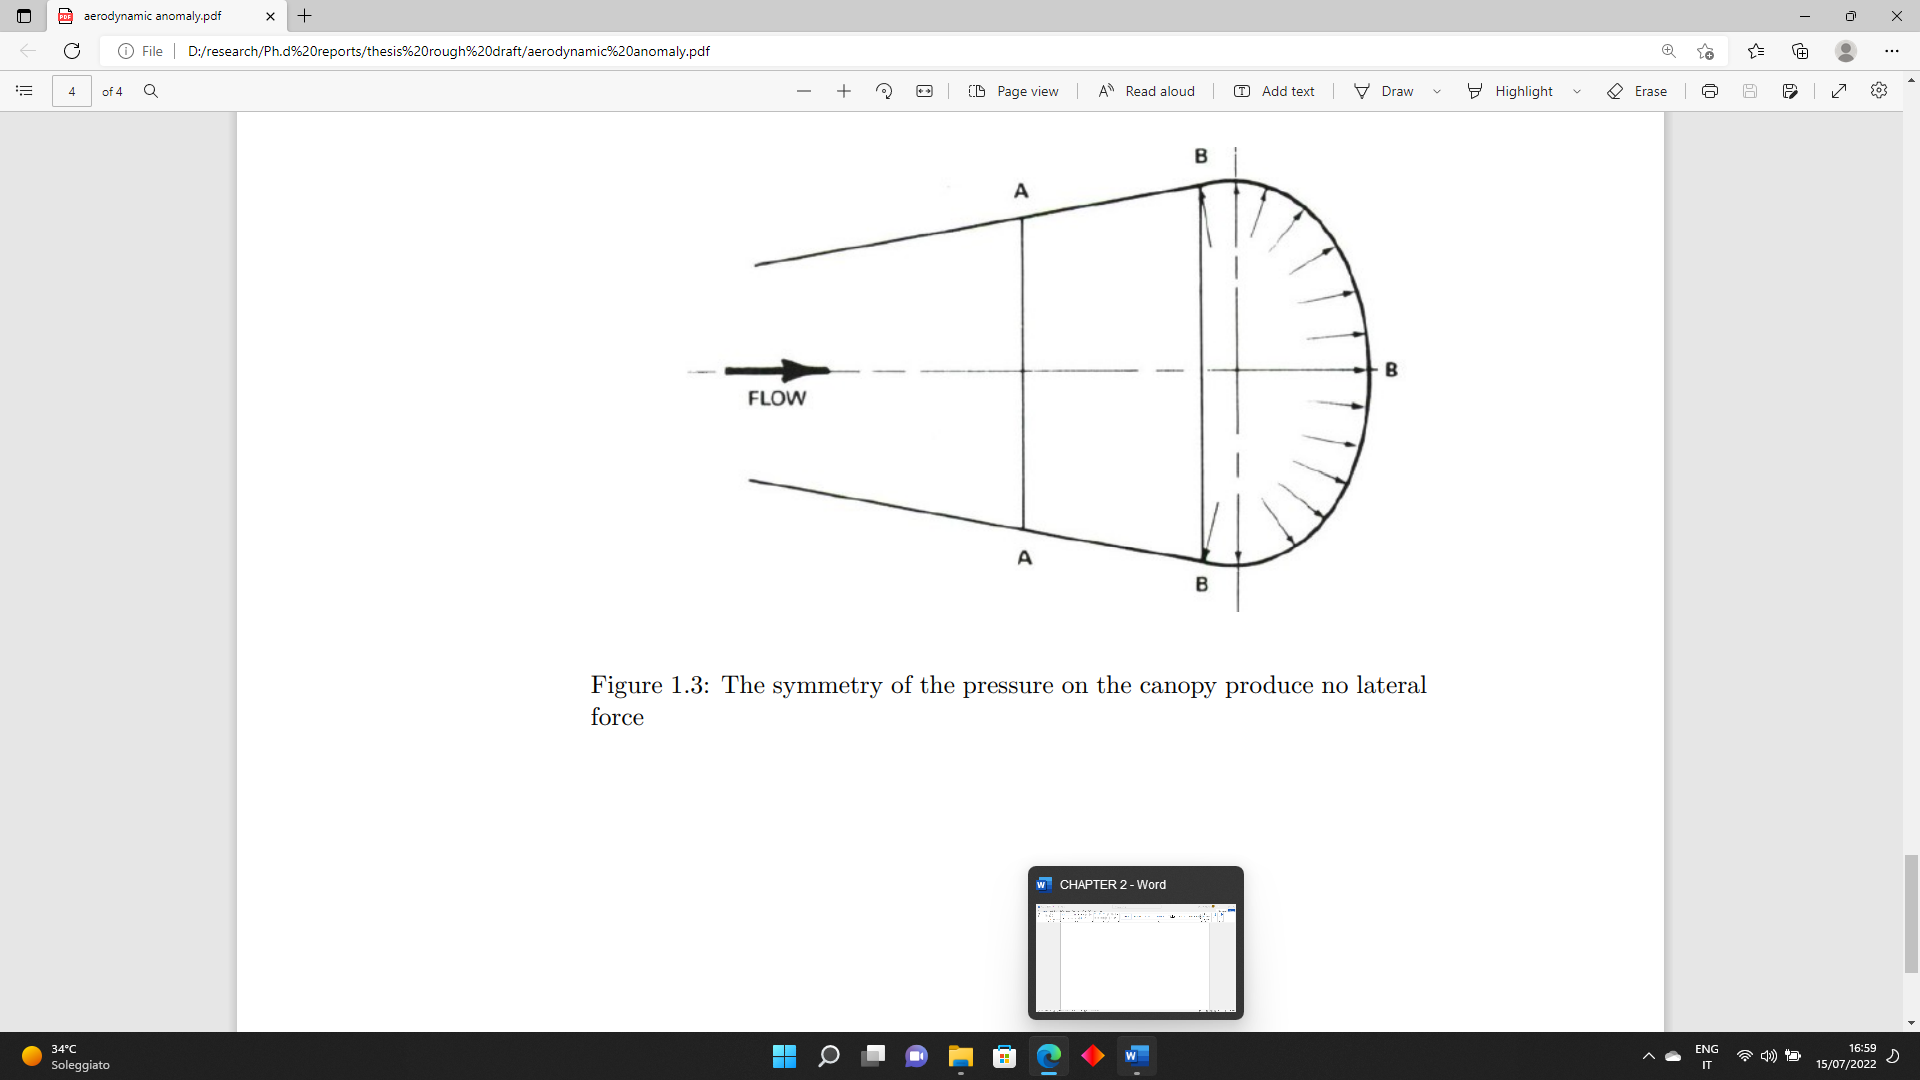 aerodynamic anomaly.pdf
File
D:/research/Ph.d%20reports/thesis%20rough%20draft/aerodynamic%20anomaly.pdf
4 of 4
Page view
Read aloud
Add text
Draw
Highlight
Erase
B
A
B
FLOW
A
B
Figure 1.3: The symmetry of the pressure on the canopy produce no lateral
force
CHAPTER 2 - Word
34°C
Soleggiato
ENG
IT
16:59
15/07/2022